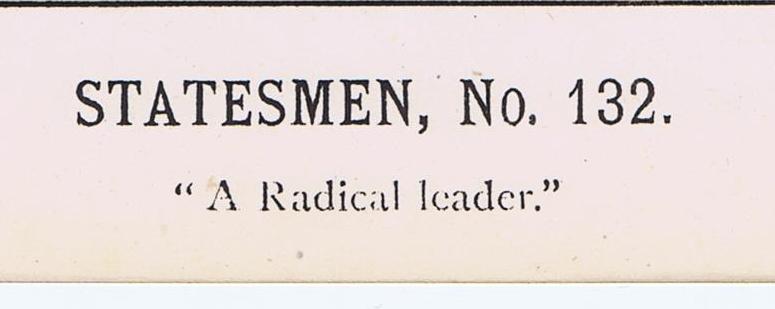 STATESMEN, No. 132.
“A Radical leader.”